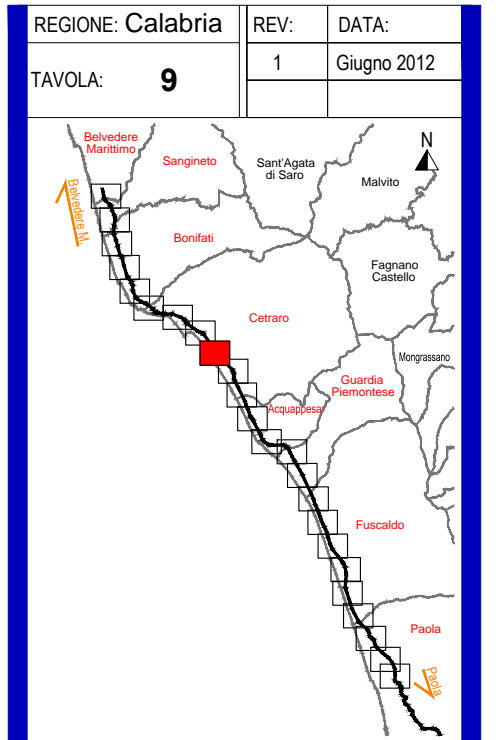 REGIONE: Calabria
REV:
DATA:
TAVOLA: 9
1
Giugno 2012
Belvedere
Marittimo
Sangineto
Sant'Agata
di Saro
Malvito
N
Belvedere M.
Bonifati
Fagnano
Castello
Cetraro
Mongrassano
Guardia
Piemontese
Acquappesa
Fuscaldo
Paola
Paola